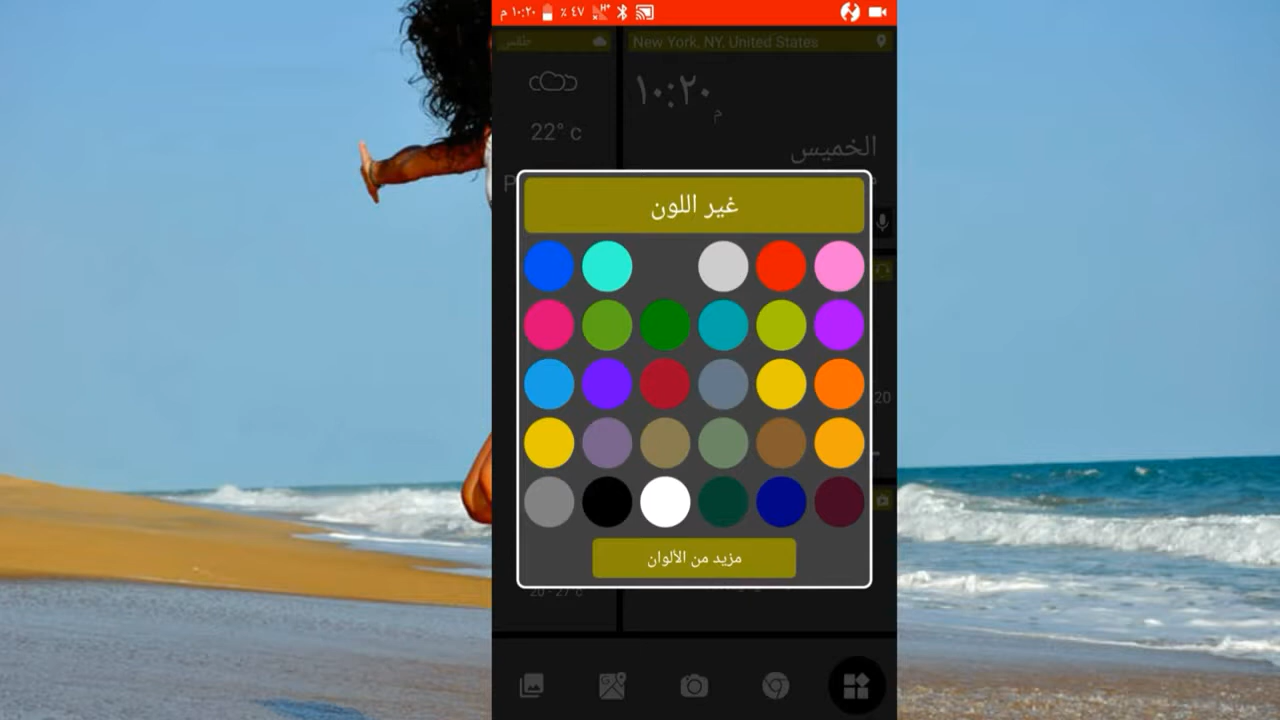 م ١٠:٢٠ ٪ ٤٧ H+
طقس
New York, NY, United States
١٠:٢٠ م
22° c
الخميس
P
غير اللون
20
مزيد من الألوان
20 - 27 c